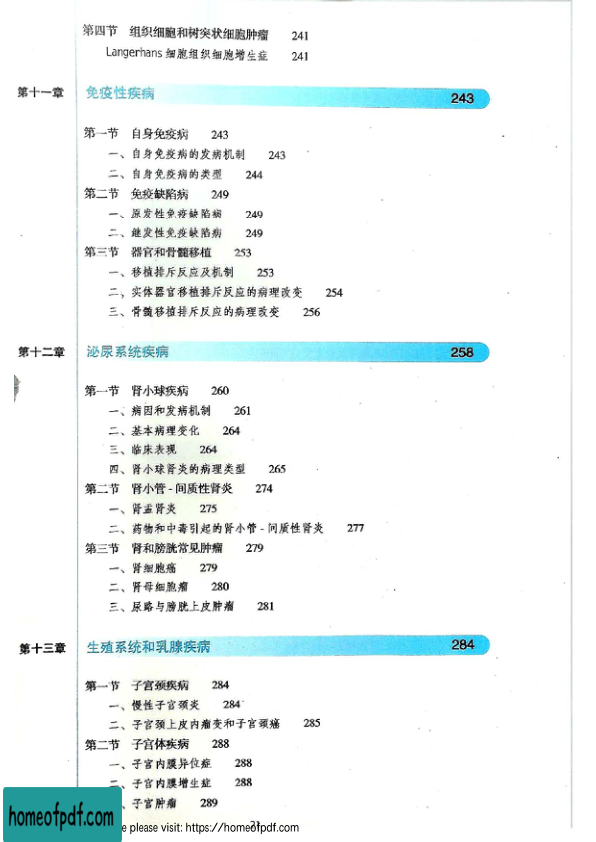 第四节 组织细胞和树突状细胞肿瘤 241
Langerhans 细胞组织细胞增生症 241
第十一章 免疫性疾病 243
第一节 自身免疫病 243
一、自身免疫病的发病机制 243
二、自身免疫病的类型 244
第二节 免疫缺陷病 249
一、原发性免疫缺陷病 249
二、继发性免疫缺陷病 249
第三节 器官和骨髓移植 253
一、移植排斥反应及机制 253
二、实体器官移植排斥反应的病理改变 254
三、骨髓移植排斥反应的病理改变 256
第十二章 泌尿系统疾病 258
第一节 肾小球疾病 260
一、病因和发病机制 261
二、基本病理变化 264
三、临床表现 264
四、肾小球肾炎的病理类型 265
第二节 肾小管-间质性肾炎 274
一、肾盂肾炎 275
二、药物和中毒引起的肾小管-间质性肾炎 277
第三节 肾和膀胱常见肿瘤 279
一、肾细胞癌 279
二、肾母细胞瘤 280
三、尿路与膀胱上皮肿瘤 281
第十三章 生殖系统和乳腺疾病 284
第一节 子宫颈疾病 284
一、慢性子宫颈炎 284
二、子宫颈上皮内瘤变和子宫颈癌 285
第二节 子宫体疾病 288
一、子宫内膜异位症 288
二、子宫内膜增生症 288
、子宫肿瘤 289
homeofpdf.com
please visit: https://homeofpdf.com